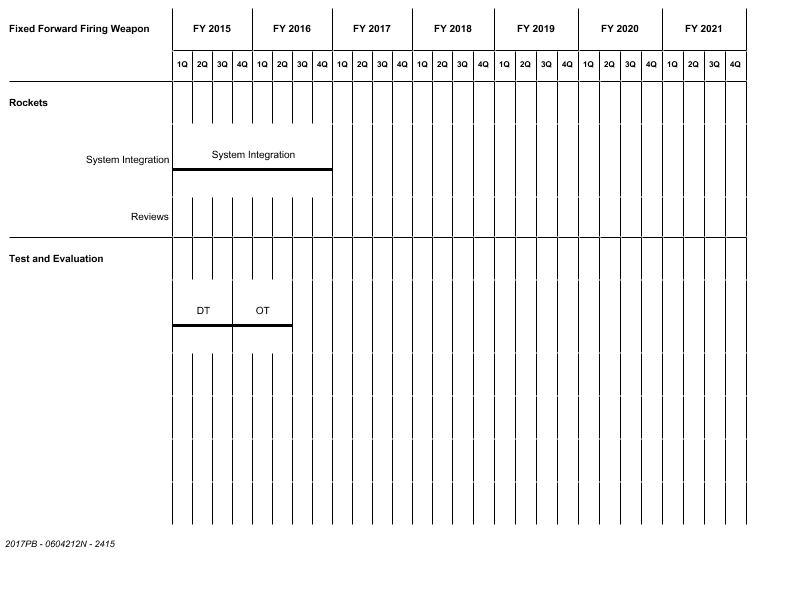 Fixed Forward Firing Weapon FY 2015 FY 2016 FY 2017 FY 2018 FY 2019 FY 2020 FY 2021
1Q 2Q 3Q 4Q 1Q 2Q 3Q 4Q 1Q 2Q 3Q 4Q 1Q 2Q 3Q 4Q 1Q 2Q 3Q 4Q 1Q 2Q 3Q 4Q 1Q 2Q 3Q 4Q
Rockets
System Integration System Integration
Reviews
Test and Evaluation
DT OT
2017PB - 0604212N - 2415